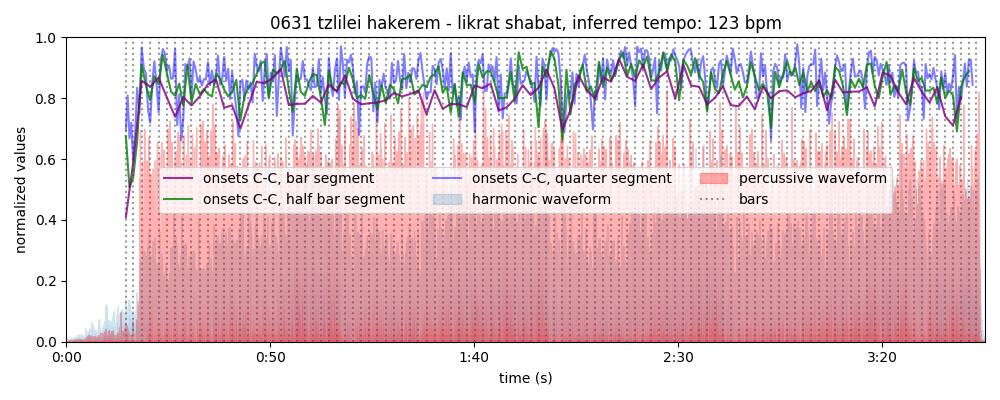 0631 tzlilei hakerem - likrat shabat, inferred tempo: 123 bpm
1.0
0.8
0.6
0.4
0.2
0.0
normalized values
onsets C-C, bar segment
onsets C-C, half bar segment
onsets C-C, quarter segment
harmonic waveform
percussive waveform
bars
0:00
0:50
1:40
2:30
3:20
time (s)